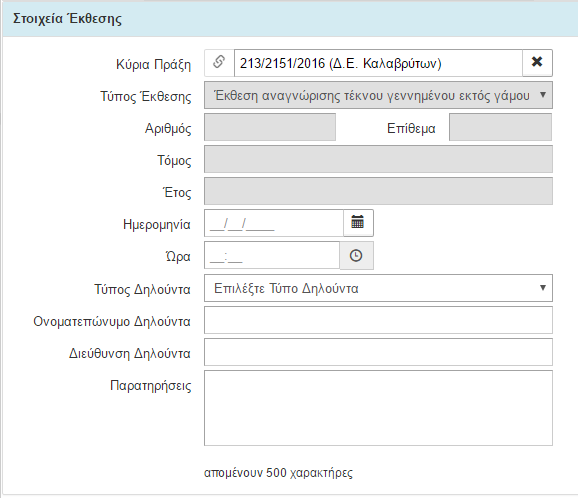 Στοιχεία Έκθεσης
Κύρια Πράξη 213/2151/2016 (Δ.Ε. Καλαβρύτων)
Τύπος Έκθεσης Έκθεση αναγνώρισης τέκνου γεννημένου εκτός γάμου
Αριθμός Επίθεμα
Τόμος
Έτος
Ημερομηνία __/__/____
Ώρα __:__
Τύπος Δηλούντα Επιλέξτε Τύπο Δηλούντα
Ονοματεπώνυμο Δηλούντα
Διεύθυνση Δηλούντα
Παρατηρήσεις
απομένουν 500 χαρακτήρες